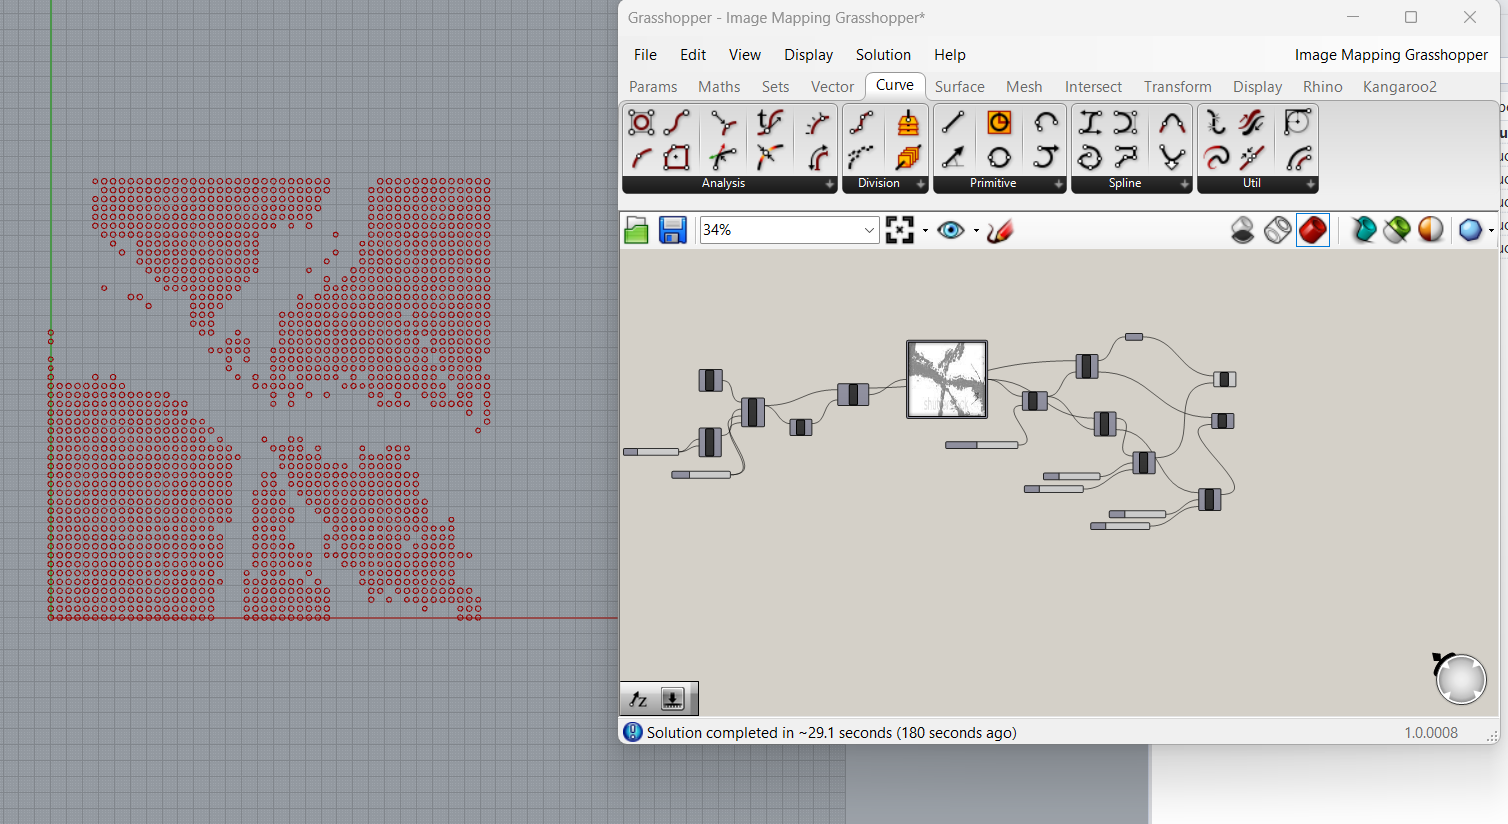 Grasshopper - Image Mapping Grasshopper*
File Edit View Display Solution Help Image Mapping Grasshopper
Params Maths Sets Vector Curve Surface Mesh Intersect Transform Display Rhino Kangaroo2
Analysis Division Primitive Spline Util
34%
Solution completed in ~29.1 seconds (180 seconds ago)
1.0.0008